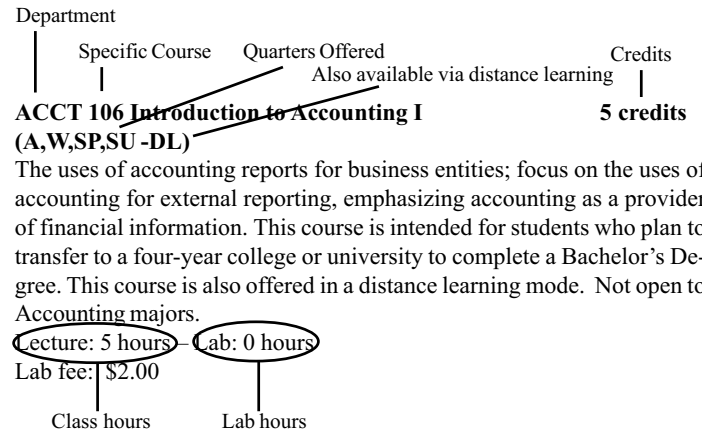 Department
Specific Course Quarters Offered Credits
Also available via distance learning
ACCT 106 Introduction to Accounting I 5 credits
(A,W,SP,SU -DL)
The uses of accounting reports for business entities; focus on the uses of
accounting for external reporting, emphasizing accounting as a provider
of financial information. This course is intended for students who plan to
transfer to a four-year college or university to complete a Bachelor's De-
gree. This course is also offered in a distance learning mode. Not open to
Accounting majors.
Lecture: 5 hours – Lab: 0 hours
Lab fee: $2.00
Class hours Lab hours